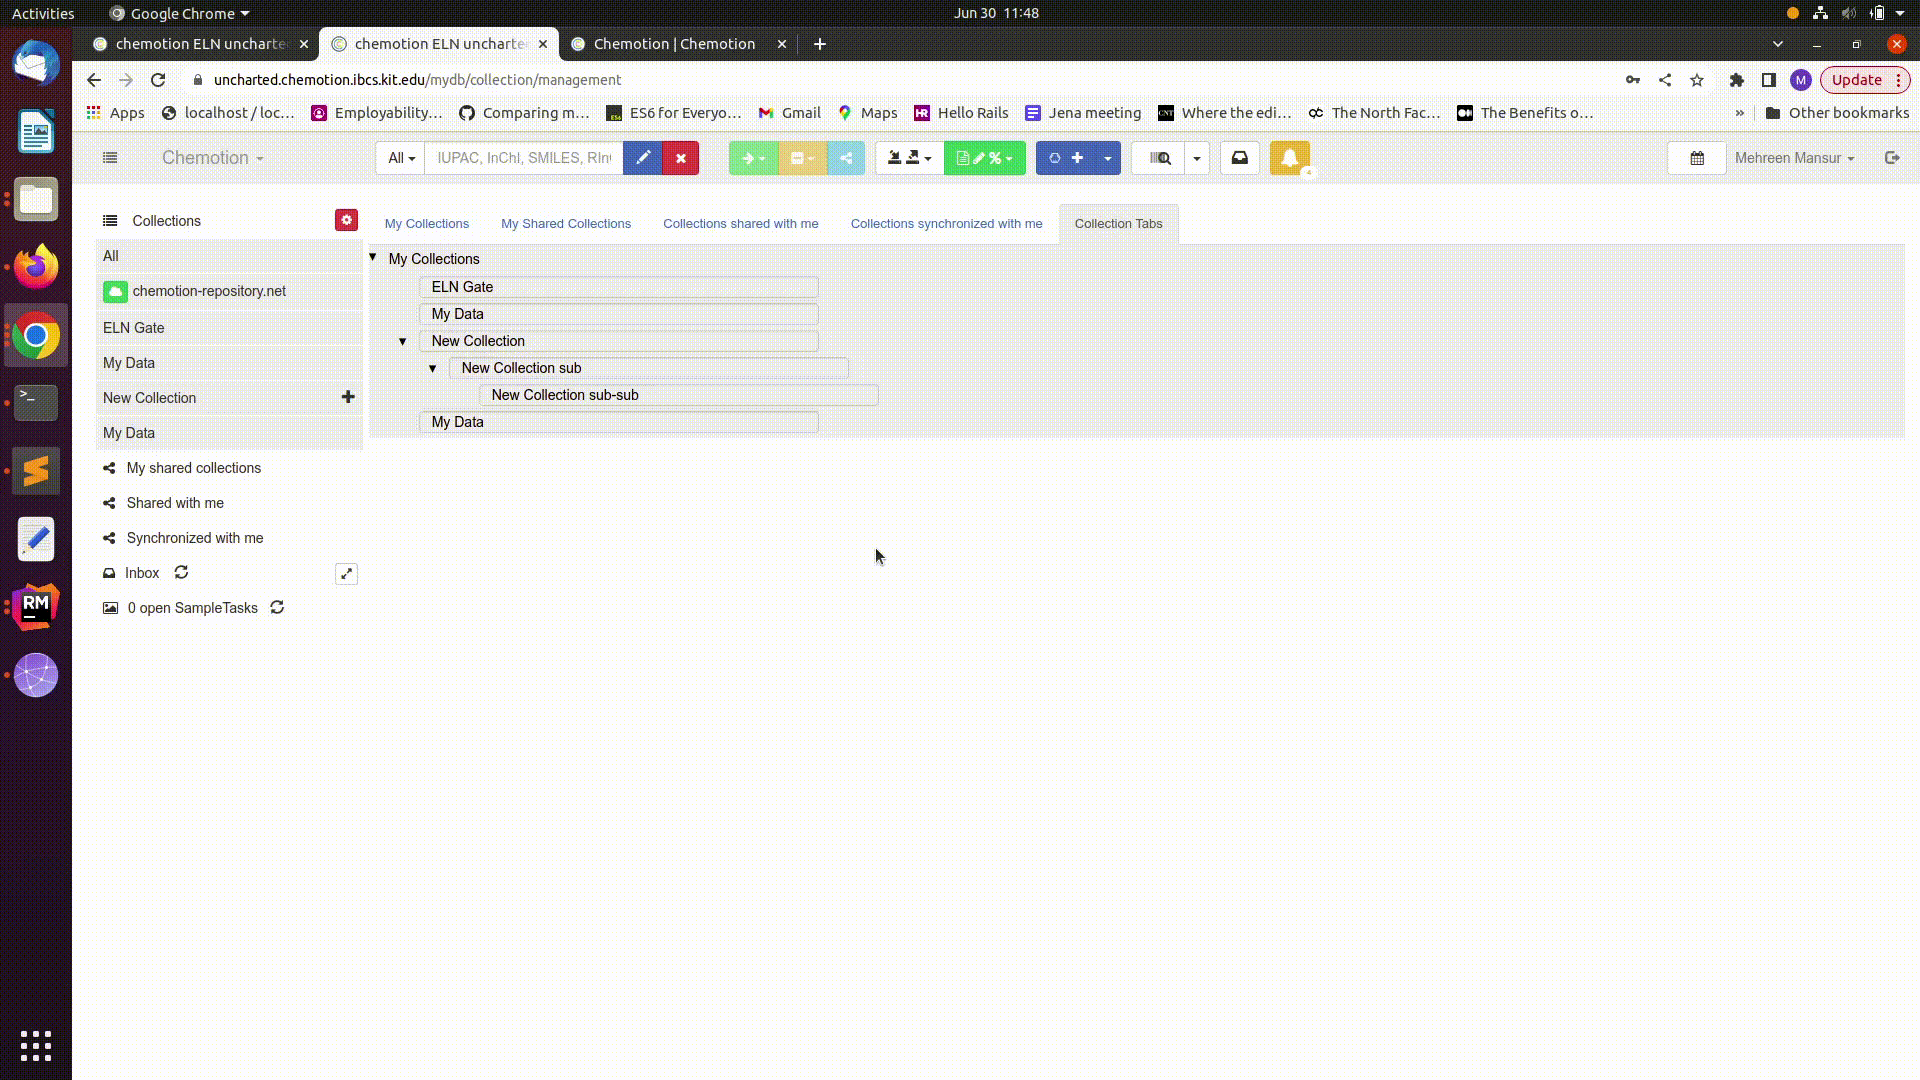 Activities Google Chrome Jun 30 11:48
chemotion ELN uncharte chemotion ELN uncharte Chemotion | Chemotion
uncharted.chemotion.ibcs.kit.edu/mydb/collection/management M Update
Apps localhost / loc... Employability... Comparing m... ES6 for Everyo... Gmail Maps Hello Rails Jena meeting Where the edi... The North Fac... The Benefits o... » Other bookmarks
Chemotion All IUPAC, InChI, SMILES, RIn Mehreen Mansur
Collections My Collections My Shared Collections Collections shared with me Collections synchronized with me Collection Tabs
All My Collections
chemotion-repository.net ELN Gate
My Data
ELN Gate New Collection
My Data New Collection sub
New Collection New Collection sub-sub
My Data My Data
My shared collections
Shared with me
Synchronized with me
Inbox
0 open SampleTasks
RM